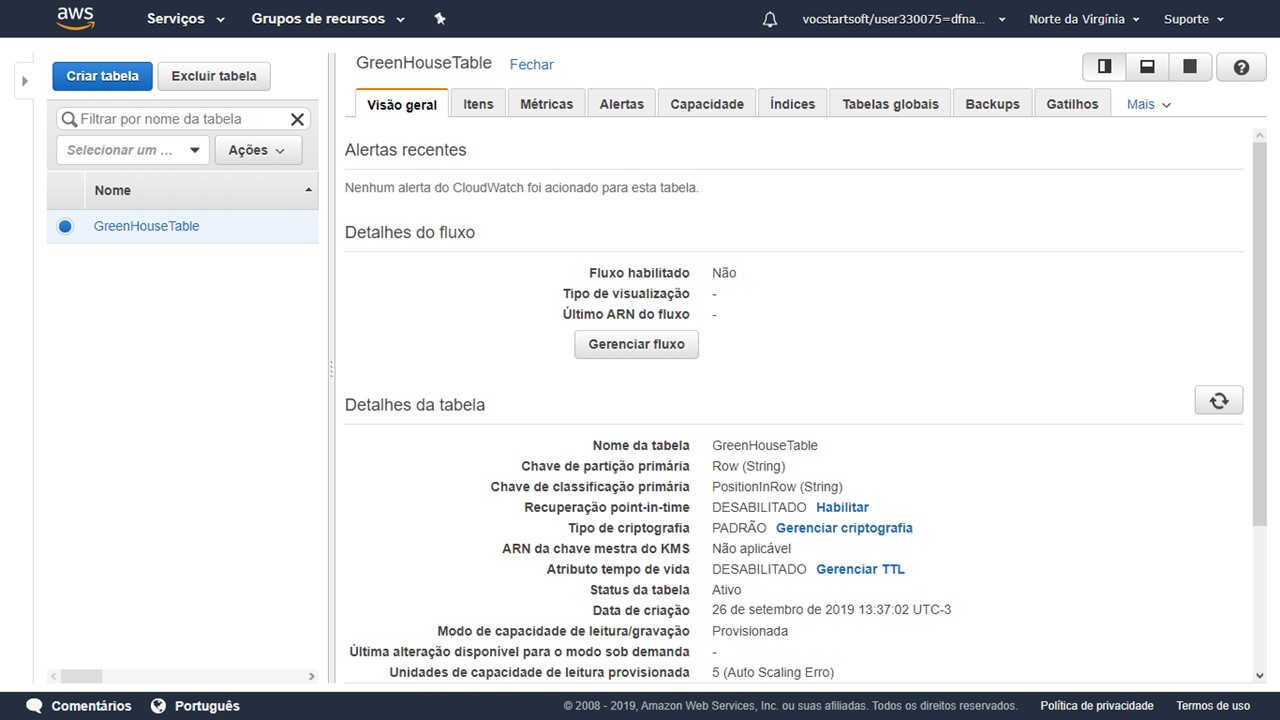 aws
Serviços
Grupos de recursos
vocstartsoft/user330075=dfna...
Norte da Virgínia
Suporte
Criar tabela
Excluir tabela
Filtrar por nome da tabela
Selecionar um ...
Ações
Nome
GreenHouseTable
GreenHouseTable Fechar
Visão geral
Itens
Métricas
Alertas
Capacidade
Índices
Tabelas globais
Backups
Gatilhos
Mais
Alertas recentes
Nenhum alerta do CloudWatch foi acionado para esta tabela.
Detalhes do fluxo
Fluxo habilitado Não
Tipo de visualização -
Último ARN do fluxo -
Gerenciar fluxo
Detalhes da tabela
Nome da tabela GreenHouseTable
Chave de partição primária Row (String)
Chave de classificação primária PositionInRow (String)
Recuperação point-in-time DESABILITADO Habilitar
Tipo de criptografia PADRÃO Gerenciar criptografia
ARN da chave mestra do KMS Não aplicável
Atributo tempo de vida DESABILITADO Gerenciar TTL
Status da tabela Ativo
Data de criação 26 de setembro de 2019 13:37:02 UTC-3
Modo de capacidade de leitura/gravação Provisionada
Última alteração disponível para o modo sob demanda -
Unidades de capacidade de leitura provisionada 5 (Auto Scaling Erro)
Comentários
Português
© 2008 - 2019, Amazon Web Services, Inc. ou suas afiliadas. Todos os direitos reservados.
Política de privacidade
Termos de uso